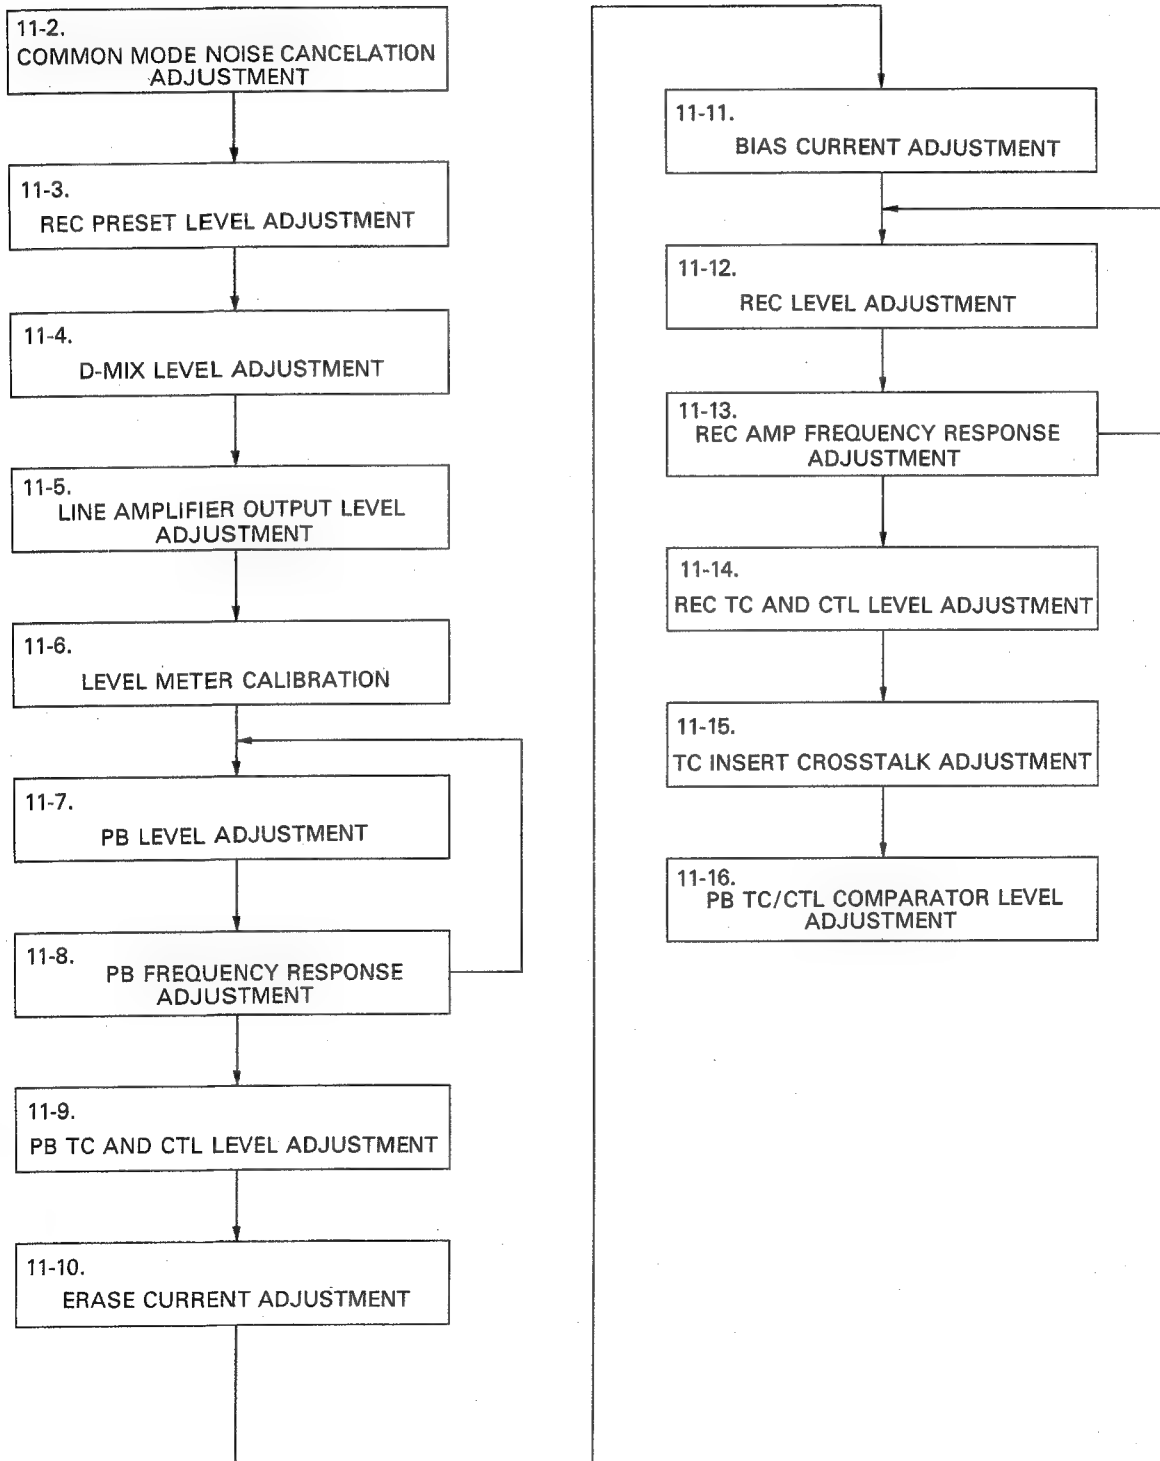 11-2.
COMMON MODE NOISE CANCELATION
ADJUSTMENT
11-3.
REC PRESET LEVEL ADJUSTMENT
11-4.
D-MIX LEVEL ADJUSTMENT
11-5.
LINE AMPLIFIER OUTPUT LEVEL
ADJUSTMENT
11-6.
LEVEL METER CALIBRATION
11-7.
PB LEVEL ADJUSTMENT
11-8.
PB FREQUENCY RESPONSE
ADJUSTMENT
11-9.
PB TC AND CTL LEVEL ADJUSTMENT
11-10.
ERASE CURRENT ADJUSTMENT
11-11.
BIAS CURRENT ADJUSTMENT
11-12.
REC LEVEL ADJUSTMENT
11-13.
REC AMP FREQUENCY RESPONSE
ADJUSTMENT
11-14.
REC TC AND CTL LEVEL ADJUSTMENT
11-15.
TC INSERT CROSSTALK ADJUSTMENT
11-16.
PB TC/CTL COMPARATOR LEVEL
ADJUSTMENT